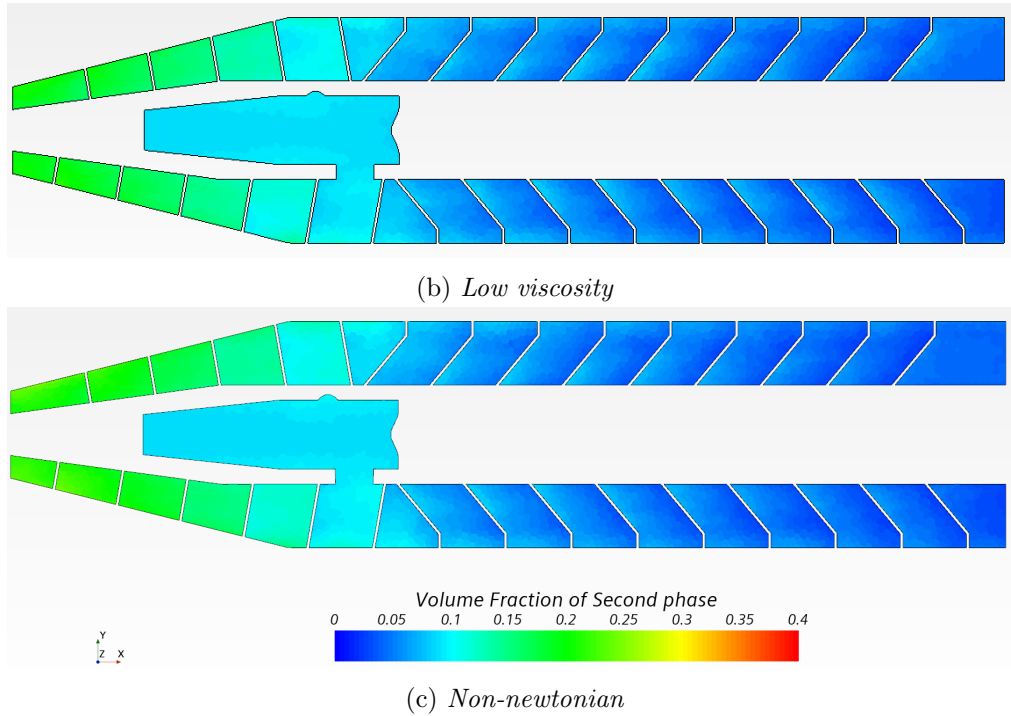 (b) Low viscosity
Volume Fraction of Second phase
0 0.05 0.1 0.15 0.2 0.25 0.3 0.35 0.4
Y
Z X
(c) Non-newtonian